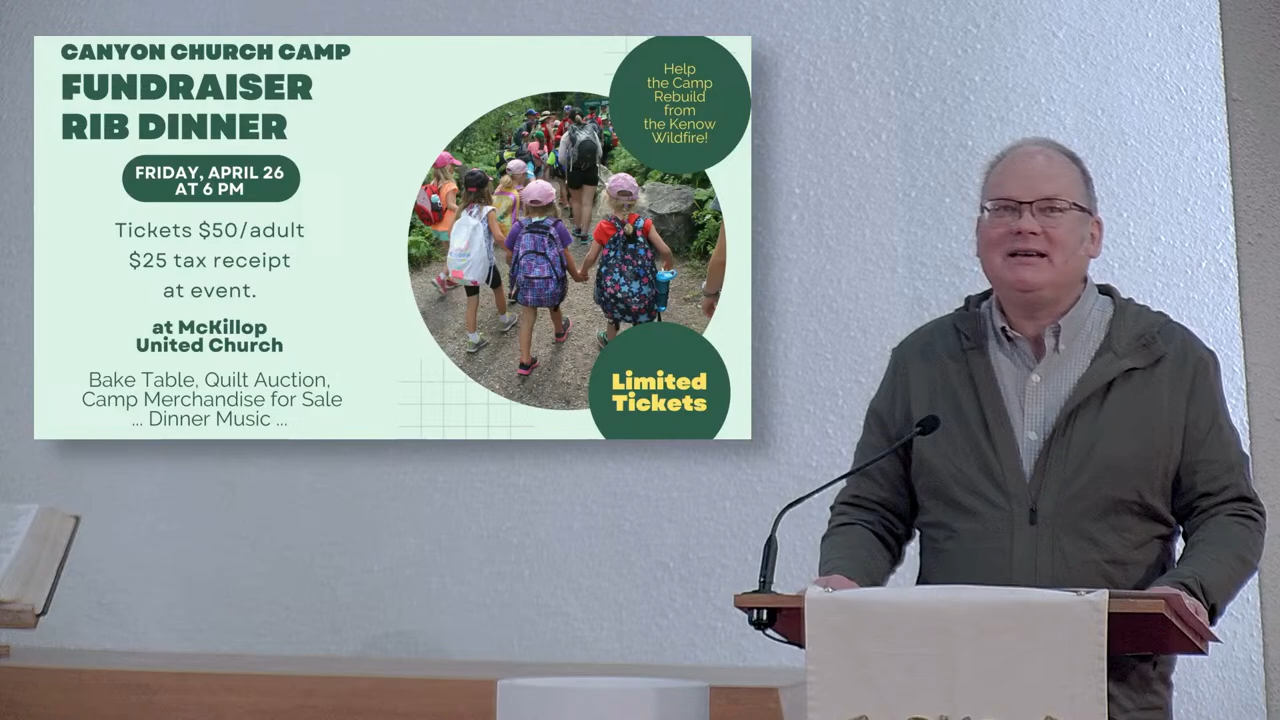 CANYON CHURCH CAMP
FUNDRAISER
RIB DINNER
FRIDAY, APRIL 26
AT 6 PM
Tickets $50/adult
$25 tax receipt
at event.
at McKillop
United Church
Bake Table, Quilt Auction,
Camp Merchandise for Sale
... Dinner Music ...
Help
the Camp
Rebuild
from
the Kenow
Wildfire!
Limited
Tickets